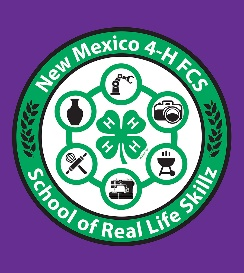 New Mexico 4-H FCS
H H
H H
School of Real Life Skillz